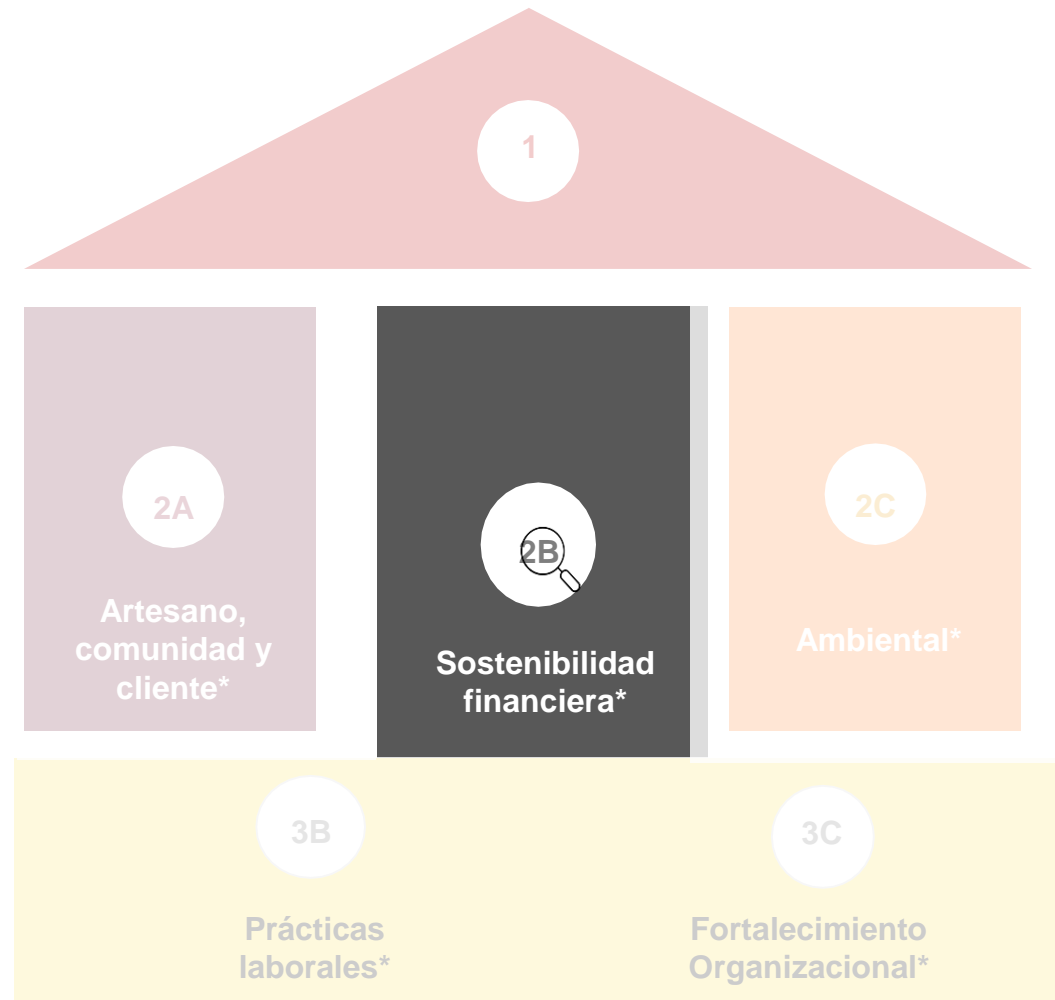 1
2A
Artesano,
comunidad y
cliente*
2B
Sostenibilidad
financiera*
2C
Ambiental*
3B
Prácticas
laborales*
3C
Fortalecimiento
Organizacional*